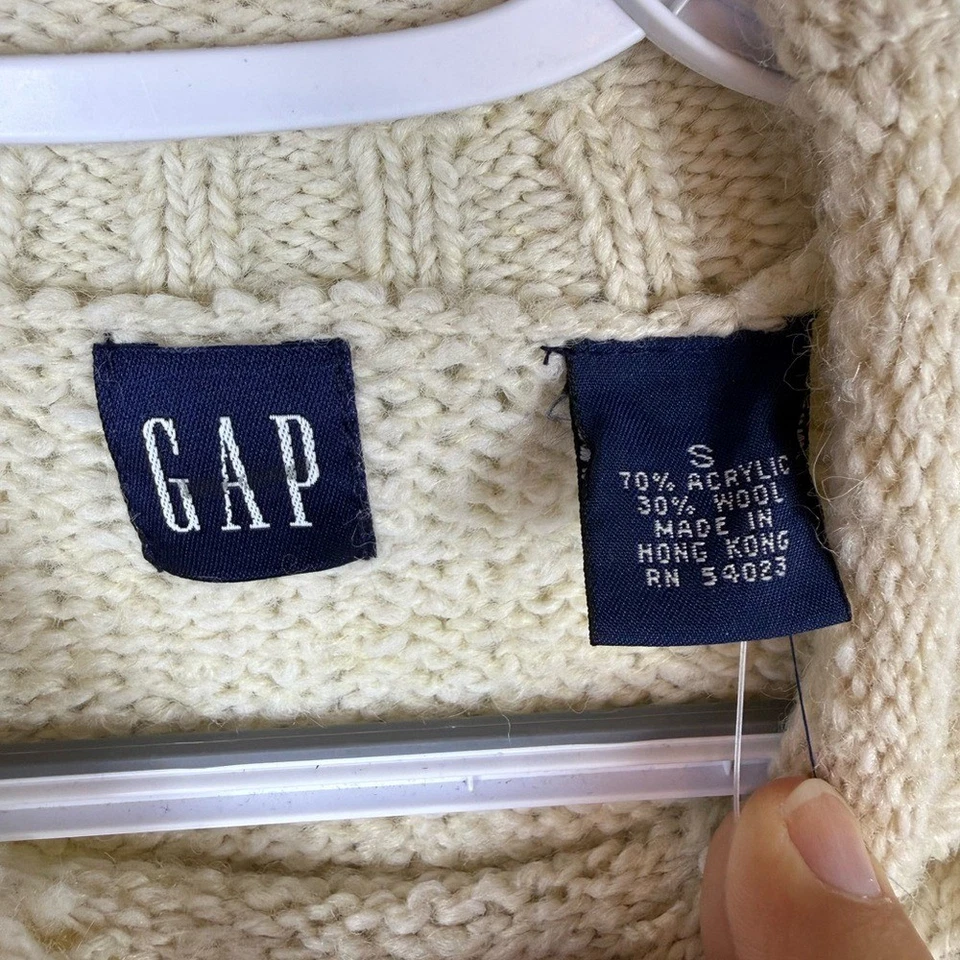 GAP
S
70% ACRYLIC
30% WOOL
MADE IN
HONG KONG
RN 54023